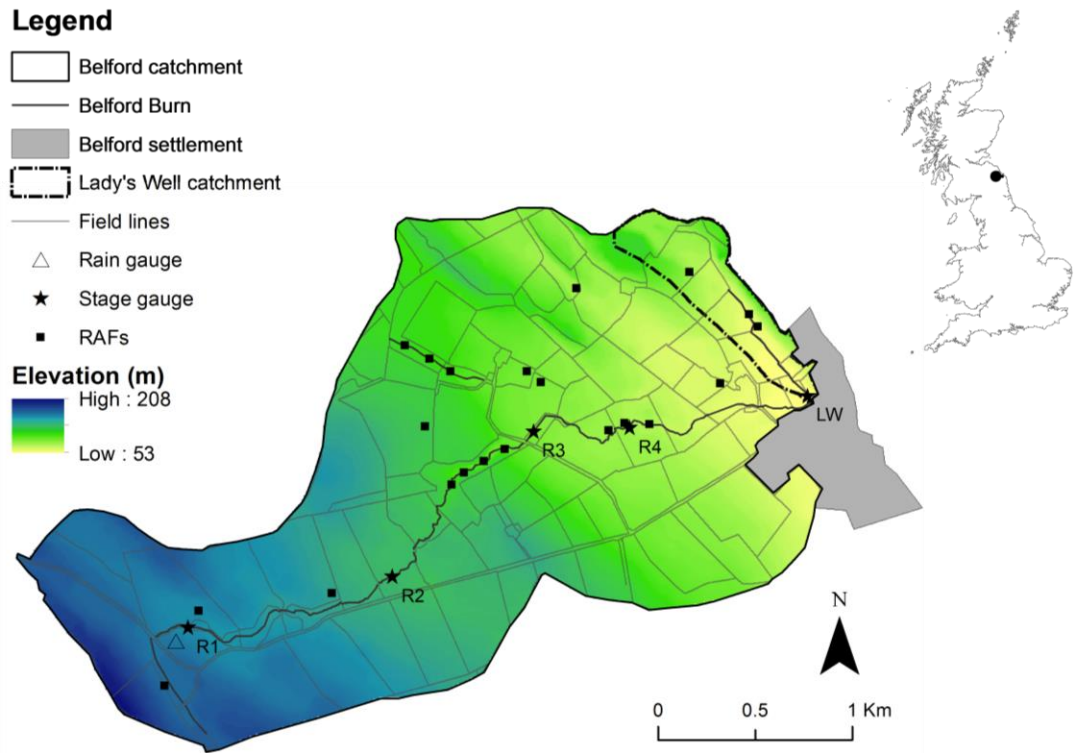 Legend
Belford catchment
Belford Burn
Belford settlement
Lady's Well catchment
Field lines
Rain gauge
Stage gauge
RAFs
Elevation (m)
High : 208
Low : 53
LW
R3
R4
R2
R1
N
0 0.5 1 Km